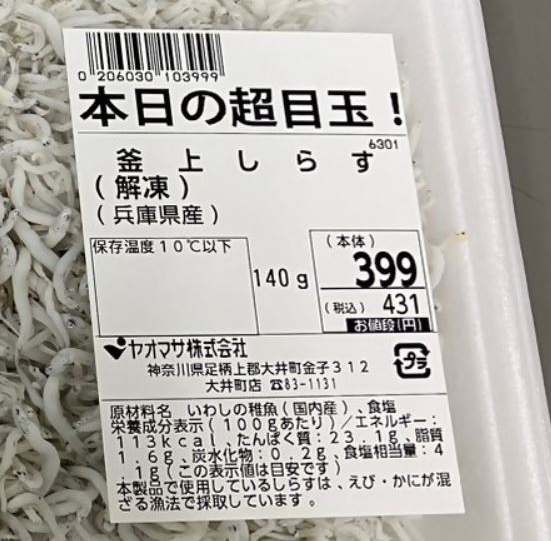 0 206030 103999
本日の超目玉！
6301
釜上しらす
(解凍)
(兵庫県産)
保存温度10℃以下
140g
(本体)
399
(税込) 431
お値段(円)
ヤオマサ株式会社
神奈川県足柄上郡大井町金子312
大井町店 ☎83-1131
プラ
原材料名 いわしの稚魚(国内産)、食塩
栄養成分表示(100gあたり)/エネルギー:
113kcal、たんぱく質:23.1g、脂質
1.6g、炭水化物:0.2g、食塩相当量:4
.1g(この表示値は目安です)
本製品で使用しているしらすは、えび・かにが混
ざる漁法で採取しています。